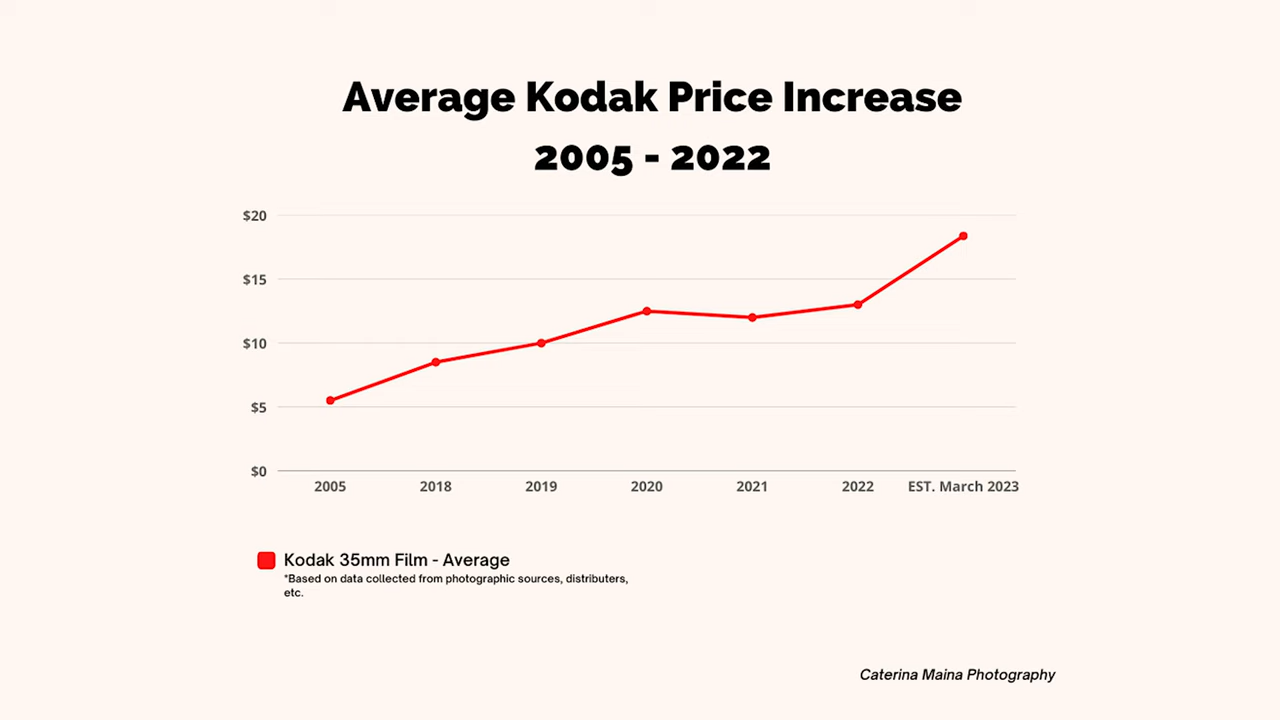 Average Kodak Price Increase
2005 - 2022
$20
$15
$10
$5
$0
2005 2018 2019 2020 2021 2022 EST. March 2023
Kodak 35mm Film - Average
*Based on data collected from photographic sources, distributers,
etc.
Caterina Maina Photography